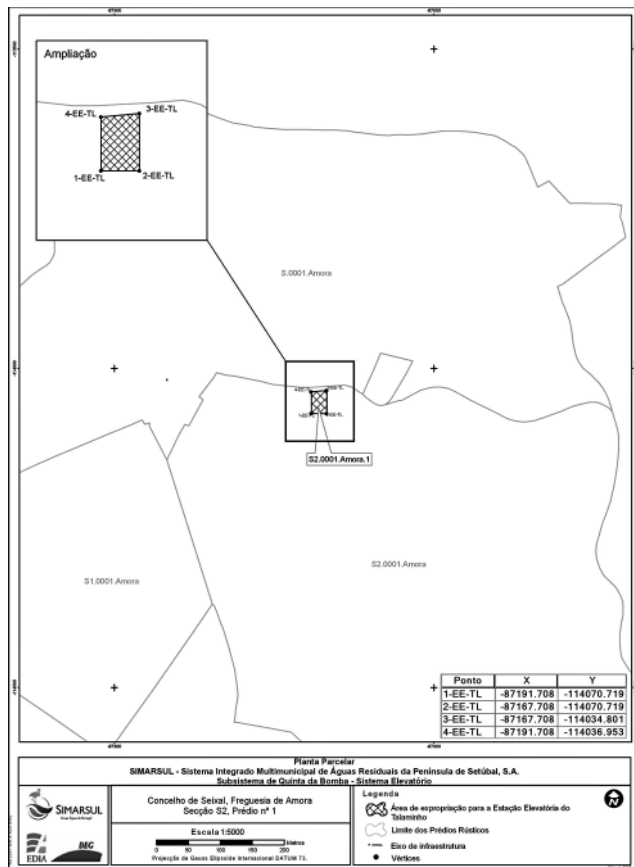 Ampliação
4-EE-TL
3-EE-TL
1-EE-TL
2-EE-TL
S.0001.Amora
S2.0001.Amora.1
S1.0001.Amora
S2.0001.Amora
Ponto X Y
1-EE-TL -87191.708 -114070.719
2-EE-TL -87167.708 -114070.719
3-EE-TL -87167.708 -114034.801
4-EE-TL -87191.708 -114036.953
Planta Parcelar
SIMARSUL - Sistema Integrado Multimunicipal de Águas Residuais da Península de Setúbal, S.A.
Subsistema de Quinta da Bomba - Sistema Elevatório
SIMARSUL
EDIA
Concelho de Seixal, Freguesia de Amora
Secção S2, Prédio nº 1
Escala 1:5000
0 50 100 150 200 Metros
Projecção de Gauss Elipsoide Internacional DATUM 73.
Legenda
Área de expropriação para a Estação Elevatória do
Talaminho
Limite dos Prédios Rústicos
Eixo de infraestrutura
Vértices
N